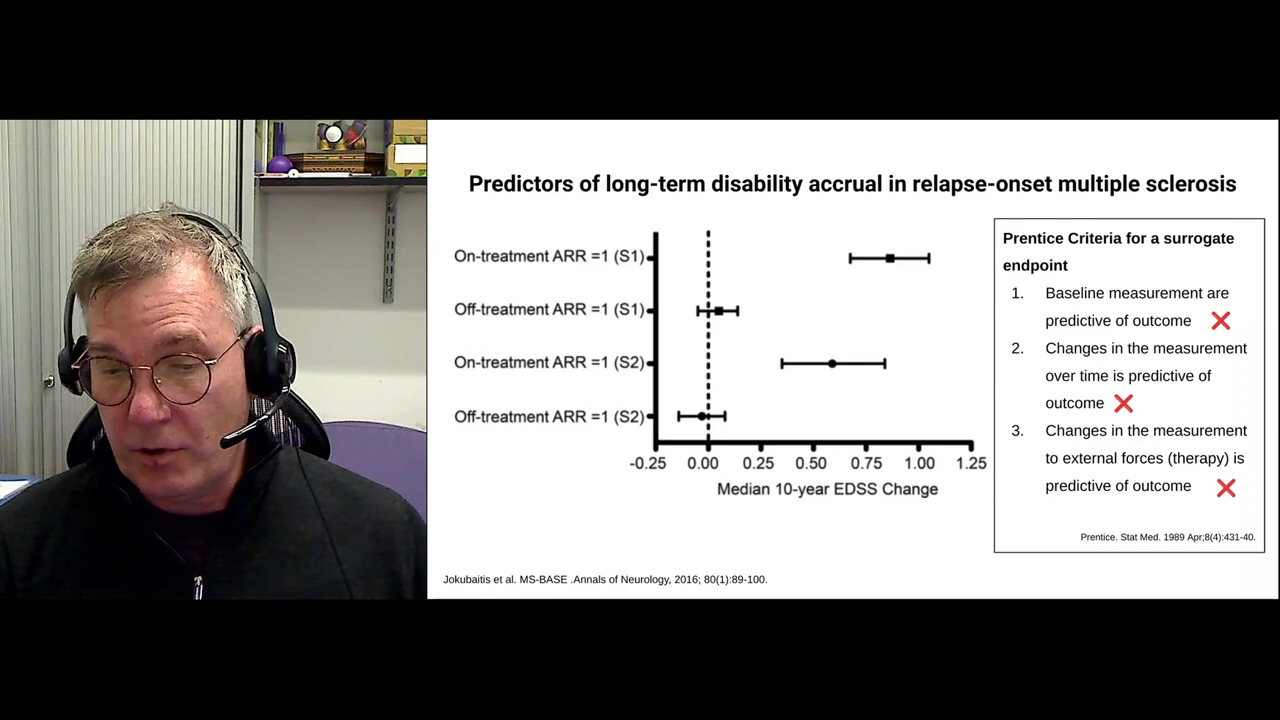 Predictors of long-term disability accrual in relapse-onset multiple sclerosis
On-treatment ARR =1 (S1)
Off-treatment ARR =1 (S1)
On-treatment ARR =1 (S2)
Off-treatment ARR =1 (S2)
-0.25 0.00 0.25 0.50 0.75 1.00 1.25
Median 10-year EDSS Change
Prentice Criteria for a surrogate
endpoint
1. Baseline measurement are
predictive of outcome ❌
2. Changes in the measurement
over time is predictive of
outcome ❌
3. Changes in the measurement
to external forces (therapy) is
predictive of outcome ❌
Prentice. Stat Med. 1989 Apr;8(4):431-40.
Jokubaitis et al. MS-BASE .Annals of Neurology, 2016; 80(1):89-100.